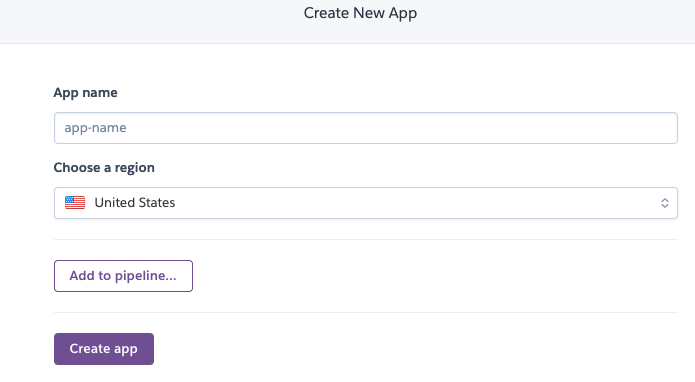 Create New App
App name
app-name
Choose a region
United States
Add to pipeline...
Create app